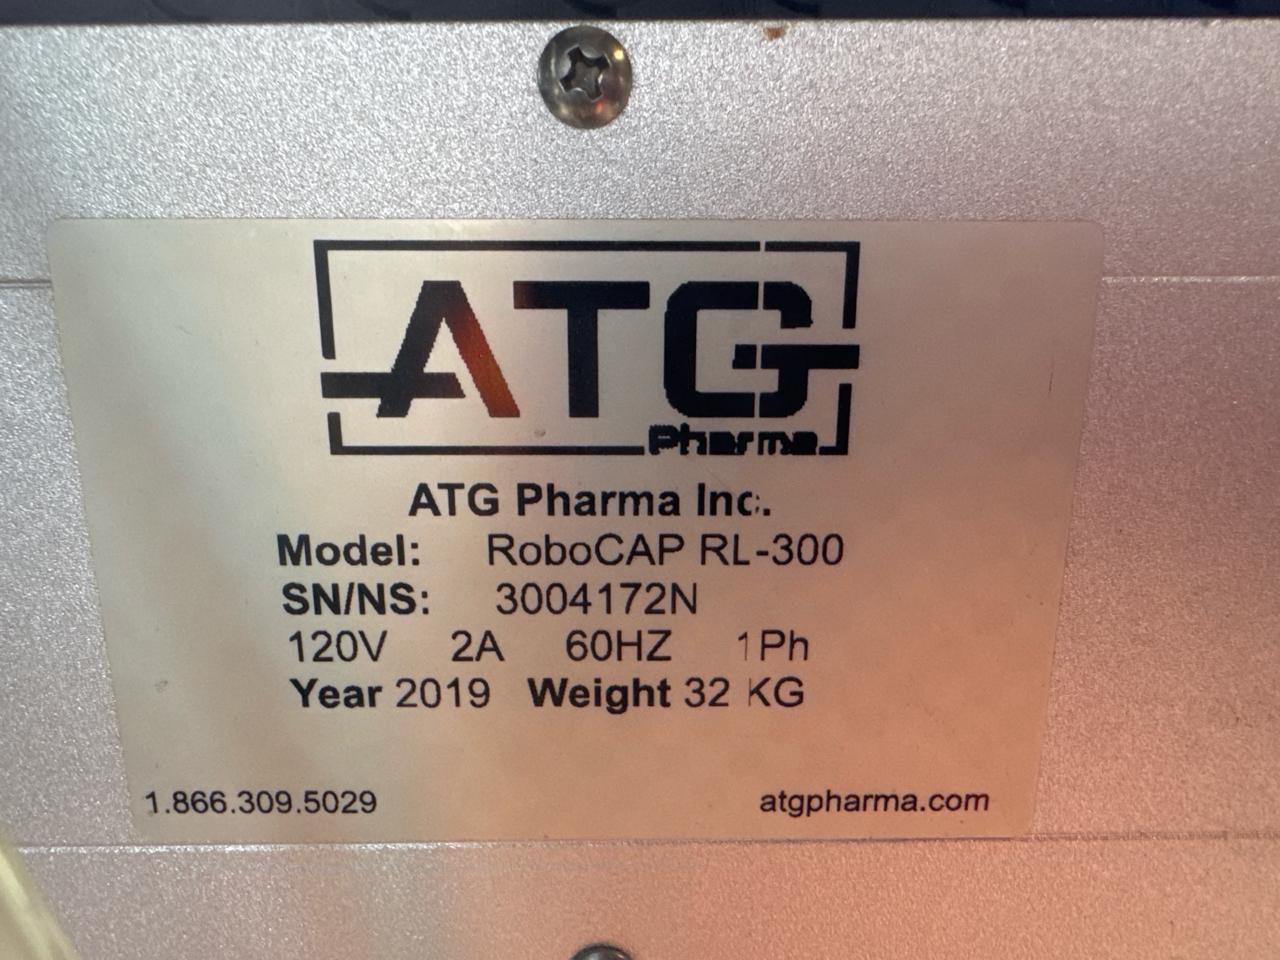 ATG
Pharma
ATG Pharma Inc.
Model: RoboCAP RL-300
SN/NS: 3004172N
120V 2A 60HZ 1Ph
Year 2019 Weight 32 KG
1.866.309.5029 atgpharma.com